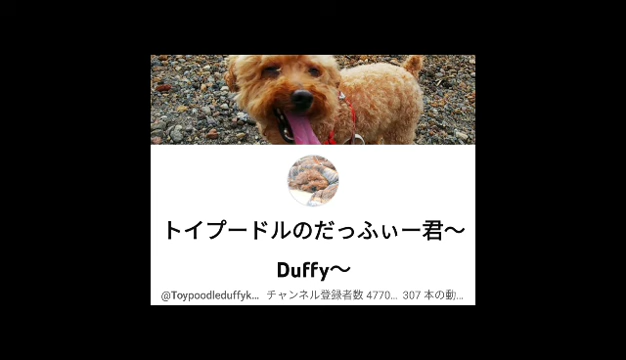 トイプードルのだっふぃー君〜
Duffy〜
@Toypoodleduffyk... チャンネル登録者数 4770... 307 本の動...